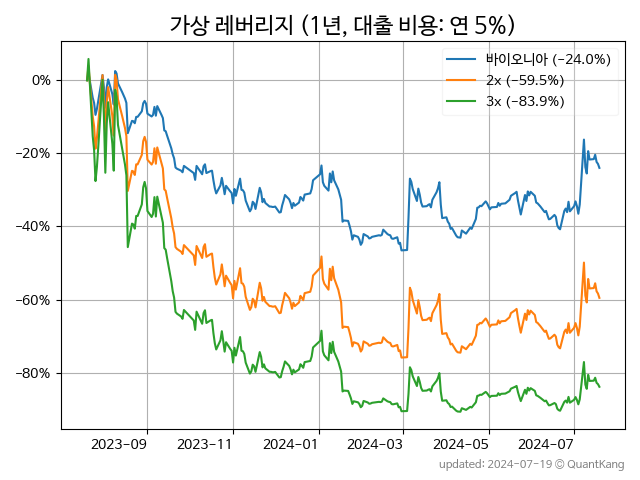 가상 레버리지 (1년, 대출 비용: 연 5%)
바이오니아 (−24.0%)
2x (−59.5%)
3x (−83.9%)
0%
−20%
−40%
−60%
−80%
2023-09 2023-11 2024-01 2024-03 2024-05 2024-07
updated: 2024-07-19 © QuantKang